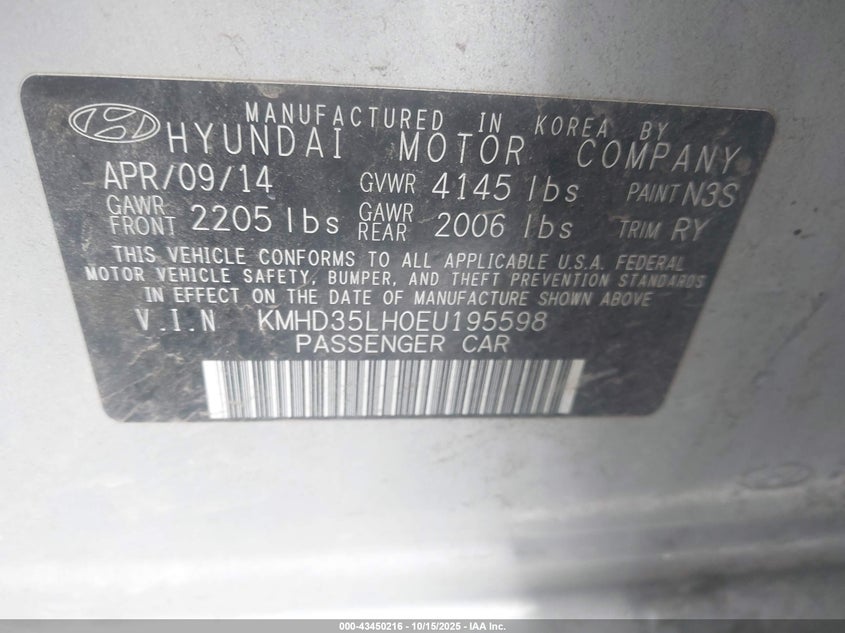 MANUFACTURED IN KOREA BY
HYUNDAI MOTOR COMPANY
APR/09/14 GVWR 4145 lbs PAINT N3S
GAWR FRONT 2205 lbs GAWR REAR 2006 lbs TRIM RY
THIS VEHICLE CONFORMS TO ALL APPLICABLE U.S.A. FEDERAL
MOTOR VEHICLE SAFETY, BUMPER, AND THEFT PREVENTION STANDARDS
IN EFFECT ON THE DATE OF MANUFACTURE SHOWN ABOVE
V.I.N KMHD35LH0EU195598
PASSENGER CAR
000-43450216 - 10/15/2025 - IAA Inc.